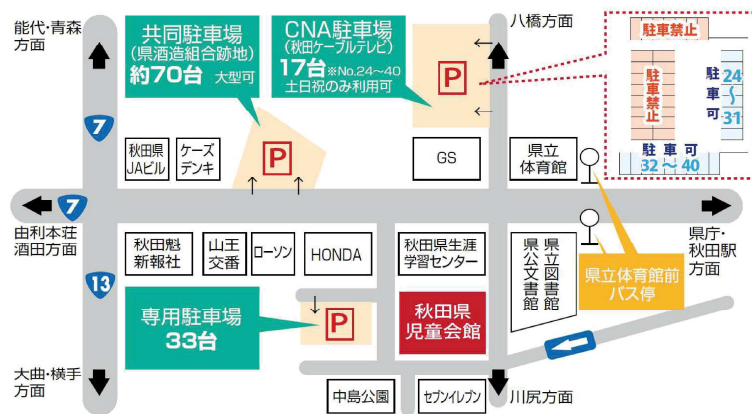 能代・青森
方面
共同駐車場
(県酒造組合跡地)
約70台 大型可
CNA駐車場
(秋田ケーブルテレビ)
17台 ※No.24〜40
土日祝のみ利用可
八橋方面
駐車禁止
駐車禁止
駐車可
24
〜
31
駐車可
32〜40
7
P
P
秋田県
JAビル
ケーズ
デンキ
GS
県立
体育館
7
由利本荘
酒田方面
県庁・
秋田駅
方面
秋田魁
新報社
山王
交番
ローソン
HONDA
秋田県生涯
学習センター
県立図書館
県公文書館
県立体育館前
バス停
13
専用駐車場
33台
P
秋田県
児童会館
大曲・横手
方面
中島公園
セブンイレブン
川尻方面